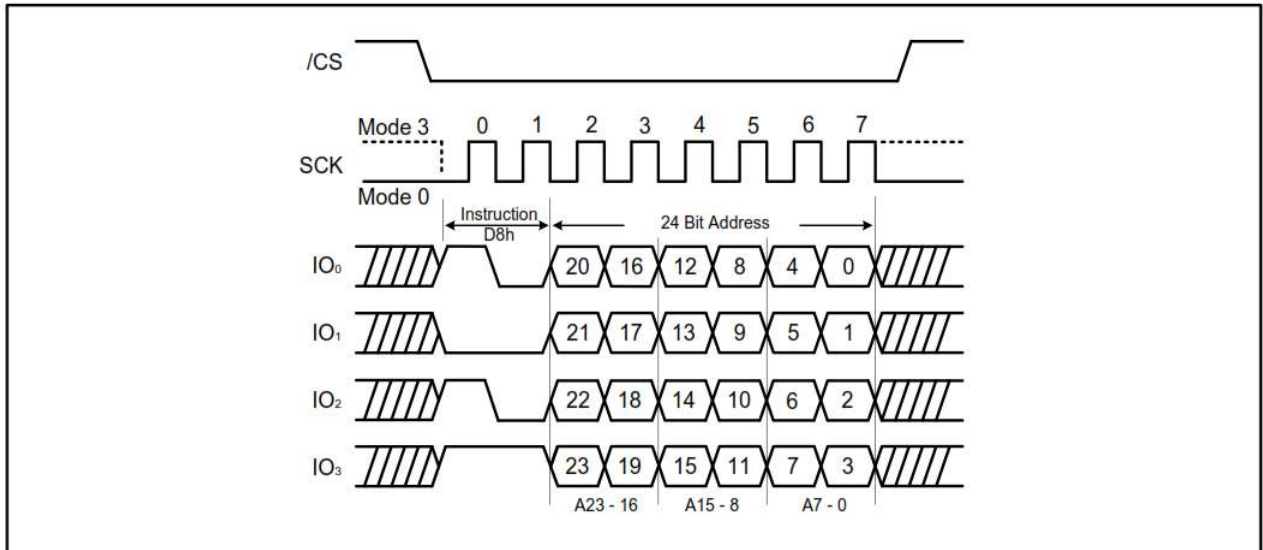 /CS
Mode 3 0 1 2 3 4 5 6 7
SCK
Mode 0
Instruction 24 Bit Address
D8h
IO₀ 20 16 12 8 4 0
IO₁ 21 17 13 9 5 1
IO₂ 22 18 14 10 6 2
IO₃ 23 19 15 11 7 3
A23 - 16 A15 - 8 A7 - 0